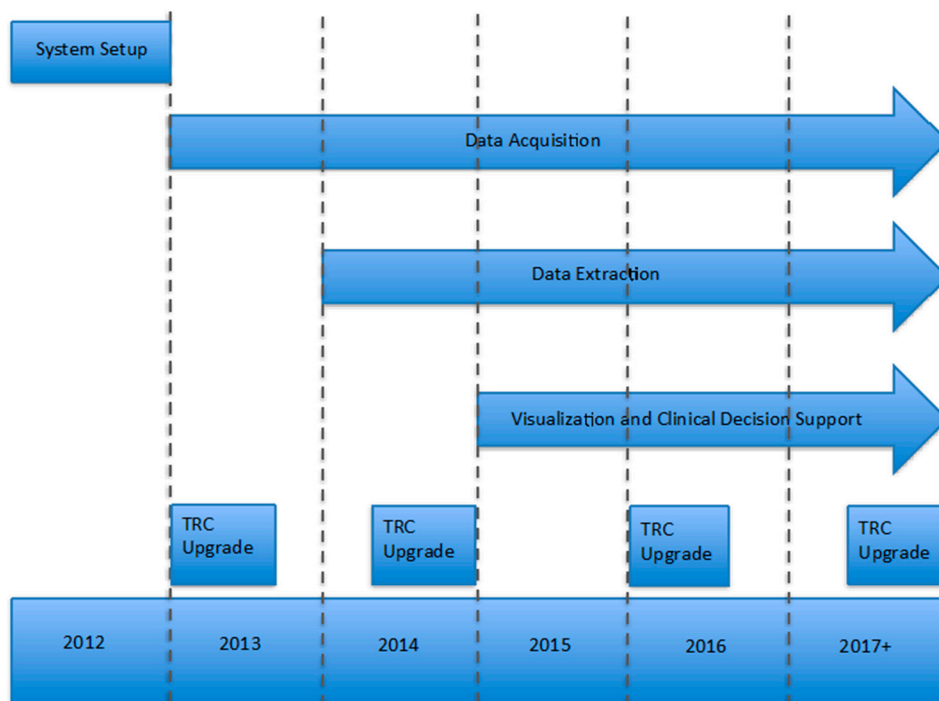 System Setup
Data Acquisition
Data Extraction
Visualization and Clinical Decision Support
TRC
Upgrade
TRC
Upgrade
TRC
Upgrade
TRC
Upgrade
2012
2013
2014
2015
2016
2017+